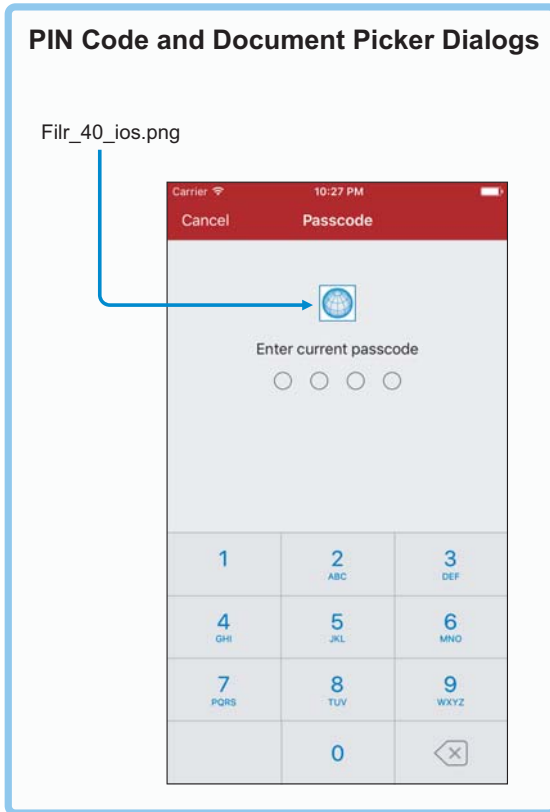 PIN Code and Document Picker Dialogs
Filr_40_ios.png
Carrier 10:27 PM
Cancel Passcode
Enter current passcode
1 2 3
ABC DEF
4 5 6
GHI JKL MNO
7 8 9
PQRS TUV WXYZ
0